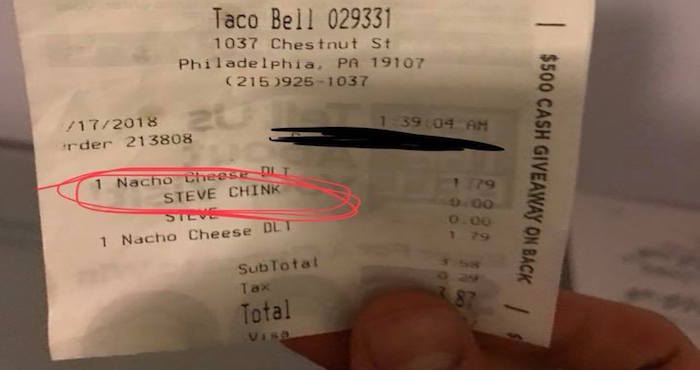 Taco Bell 029331
1037 Chestnut St
Philadelphia, PA 19107
(215)925-1037
/17/2018 1:39:04 AM
rder 213808
1 Nacho Cheese DLT 1.79
STEVE CHINK 0.00
STEVE 0.00
1 Nacho Cheese DLT 1.79
SubTotal 3.58
Tax 0.29
Total 3.87
Visa
$500 CASH GIVEAWAY ON BACK